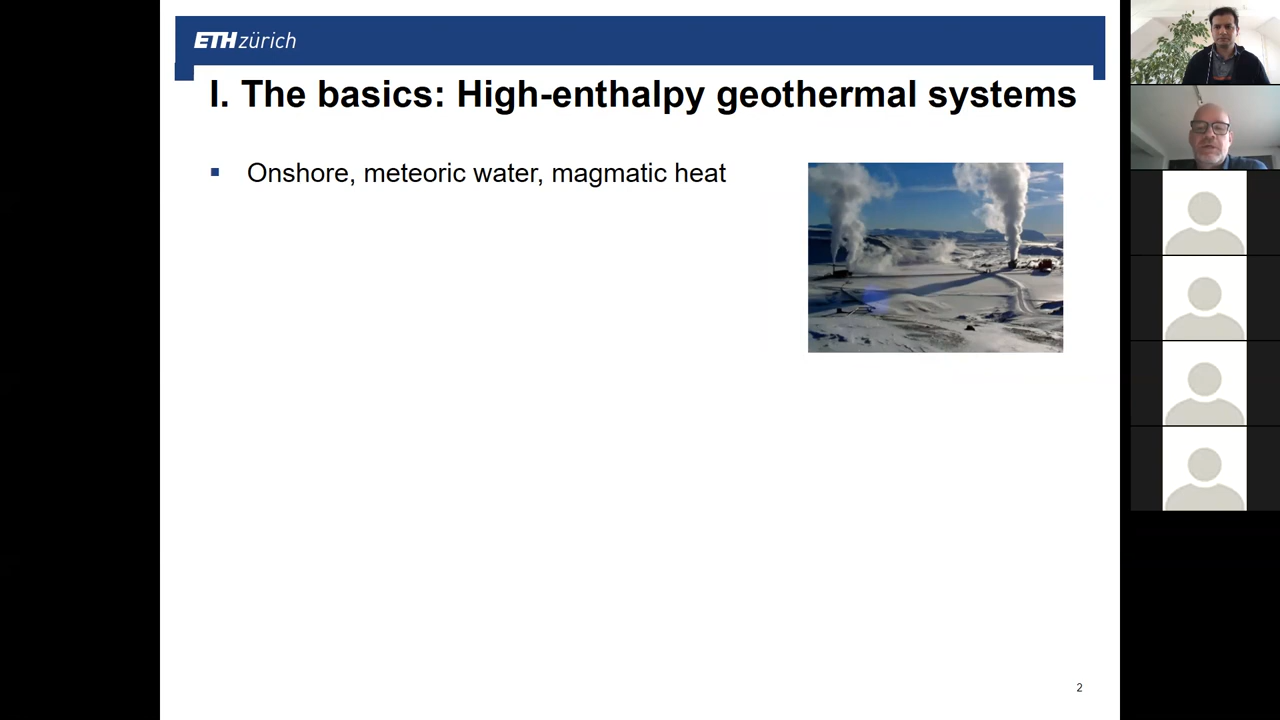 ETH zürich
I. The basics: High-enthalpy geothermal systems
▪ Onshore, meteoric water, magmatic heat
2